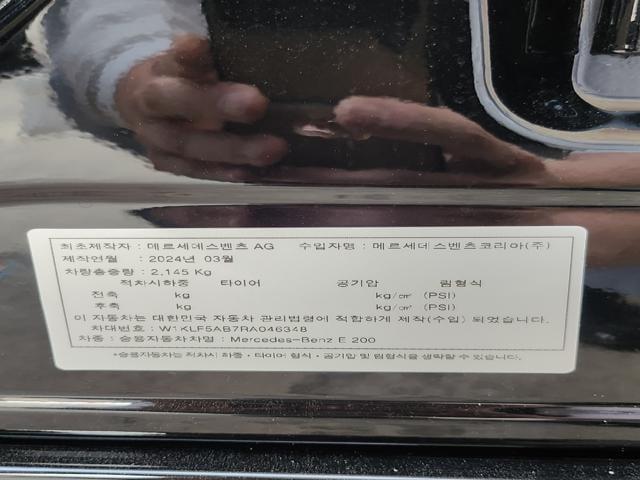 최초제작자 : 메르세데스벤츠 AG 수입자명 : 메르세데스벤츠코리아(주)
제작연월 : 2024년 03월
차량총중량 : 2,145 Kg
적차시하중 타이어 공기압 림형식
전축 kg kg/㎠ (PSI)
후축 kg kg/㎠ (PSI)
이 자동차는 대한민국 자동차 관리법령에 적합하게 제작(수입) 되었습니다.
차대번호 : W1KLF5AB7RA046348
차종 : 승용자동차차명 : Mercedes-Benz E 200
*승용자동차는 적차시 하중·타이어 형식·공기압 및 림형식을 생략할 수 있습니다.